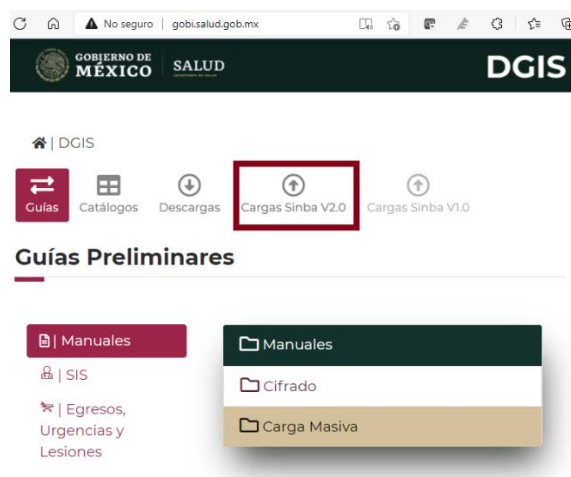 No seguro | gobi.salud.gob.mx
GOBIERNO DE
MÉXICO
SALUD
DGIS
| DGIS
Guías
Catálogos
Descargas
Cargas Sinba V2.0
Cargas Sinba V1.0
Guías Preliminares
| Manuales
| SIS
| Egresos,
Urgencias y
Lesiones
Manuales
Cifrado
Carga Masiva